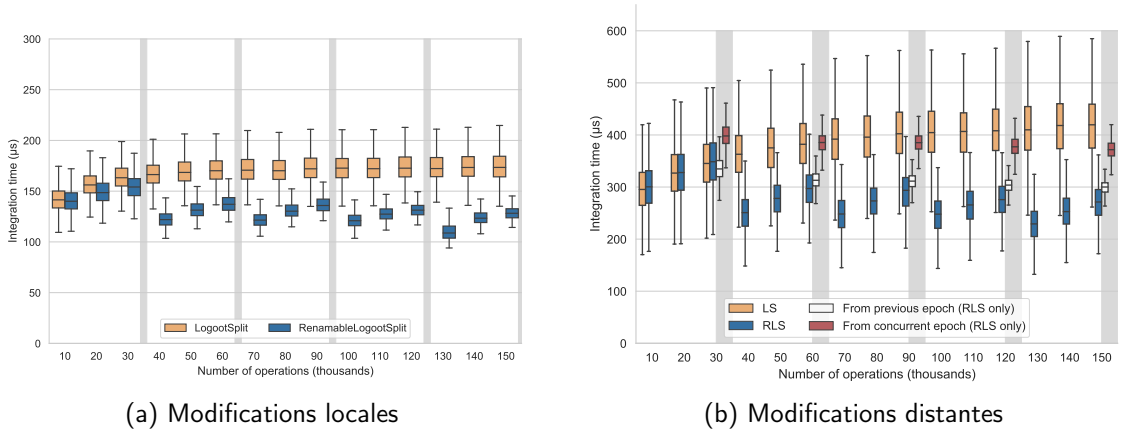 300
250
200
150
100
50
0
Integration time (µs)
LogootSplit
RenamableLogootSplit
10 20 30 40 50 60 70 80 90 100 110 120 130 140 150
Number of operations (thousands)
(a) Modifications locales
600
500
400
300
200
100
0
Integration time (µs)
LS
RLS
From previous epoch (RLS only)
From concurrent epoch (RLS only)
10 20 30 40 50 60 70 80 90 100 110 120 130 140 150
Number of operations (thousands)
(b) Modifications distantes